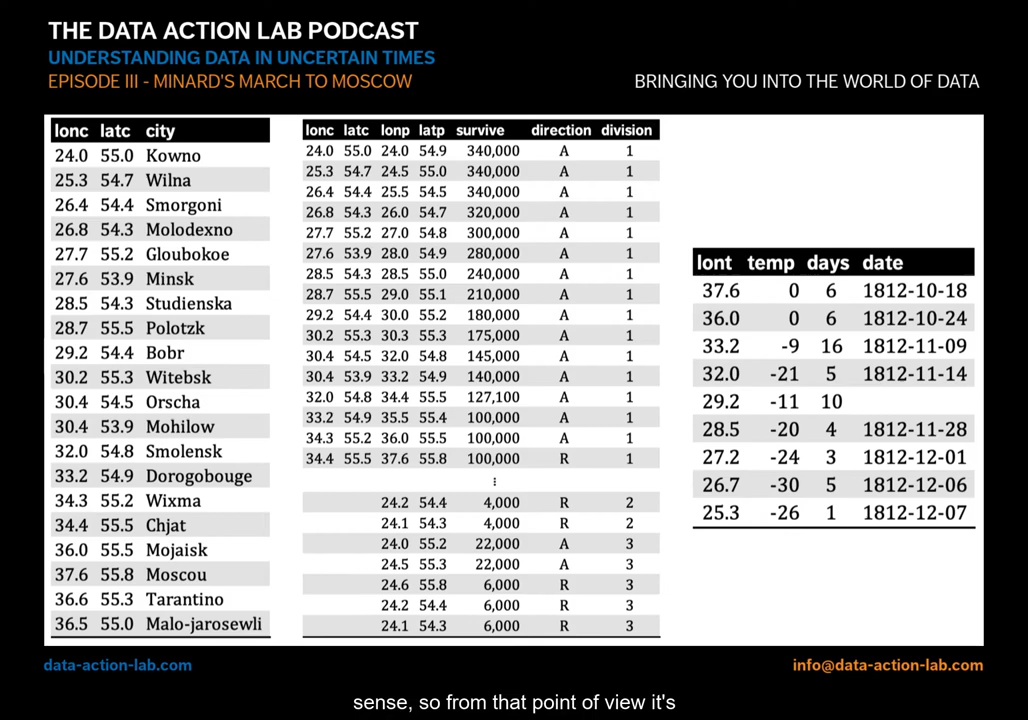 THE DATA ACTION LAB PODCAST
UNDERSTANDING DATA IN UNCERTAIN TIMES
EPISODE III - MINARD'S MARCH TO MOSCOW
BRINGING YOU INTO THE WORLD OF DATA
lonc latc city
24.0 55.0 Kowno
25.3 54.7 Wilna
26.4 54.4 Smorgoni
26.8 54.3 Molodexno
27.7 55.2 Gloubokoe
27.6 53.9 Minsk
28.5 54.3 Studienska
28.7 55.5 Polotzk
29.2 54.4 Bobr
30.2 55.3 Witebsk
30.4 54.5 Orscha
30.4 53.9 Mohilow
32.0 54.8 Smolensk
33.2 54.9 Dorogobouge
34.3 55.2 Wixma
34.4 55.5 Chjat
36.0 55.5 Mojaisk
37.6 55.8 Moscou
36.6 55.3 Tarantino
36.5 55.0 Malo-jarosewli
lonc latc lonp latp survive direction division
24.0 55.0 24.0 54.9 340,000 A 1
25.3 54.7 24.5 55.0 340,000 A 1
26.4 54.4 25.5 54.5 340,000 A 1
26.8 54.3 26.0 54.7 320,000 A 1
27.7 55.2 27.0 54.8 300,000 A 1
27.6 53.9 28.0 54.9 280,000 A 1
28.5 54.3 28.5 55.0 240,000 A 1
28.7 55.5 29.0 55.1 210,000 A 1
29.2 54.4 30.0 55.2 180,000 A 1
30.2 55.3 30.3 55.3 175,000 A 1
30.4 54.5 32.0 54.8 145,000 A 1
30.4 53.9 33.2 54.9 140,000 A 1
32.0 54.8 34.4 55.5 127,100 A 1
33.2 54.9 35.5 55.4 100,000 A 1
34.3 55.2 36.0 55.5 100,000 A 1
34.4 55.5 37.6 55.8 100,000 R 1
⋮
24.2 54.4 4,000 R 2
24.1 54.3 4,000 R 2
24.0 55.2 22,000 A 3
24.5 55.3 22,000 A 3
24.6 55.8 6,000 R 3
24.2 54.4 6,000 R 3
24.1 54.3 6,000 R 3
lont temp days date
37.6 0 6 1812-10-18
36.0 0 6 1812-10-24
33.2 -9 16 1812-11-09
32.0 -21 5 1812-11-14
29.2 -11 10
28.5 -20 4 1812-11-28
27.2 -24 3 1812-12-01
26.7 -30 5 1812-12-06
25.3 -26 1 1812-12-07
data-action-lab.com
info@data-action-lab.com
sense, so from that point of view it's